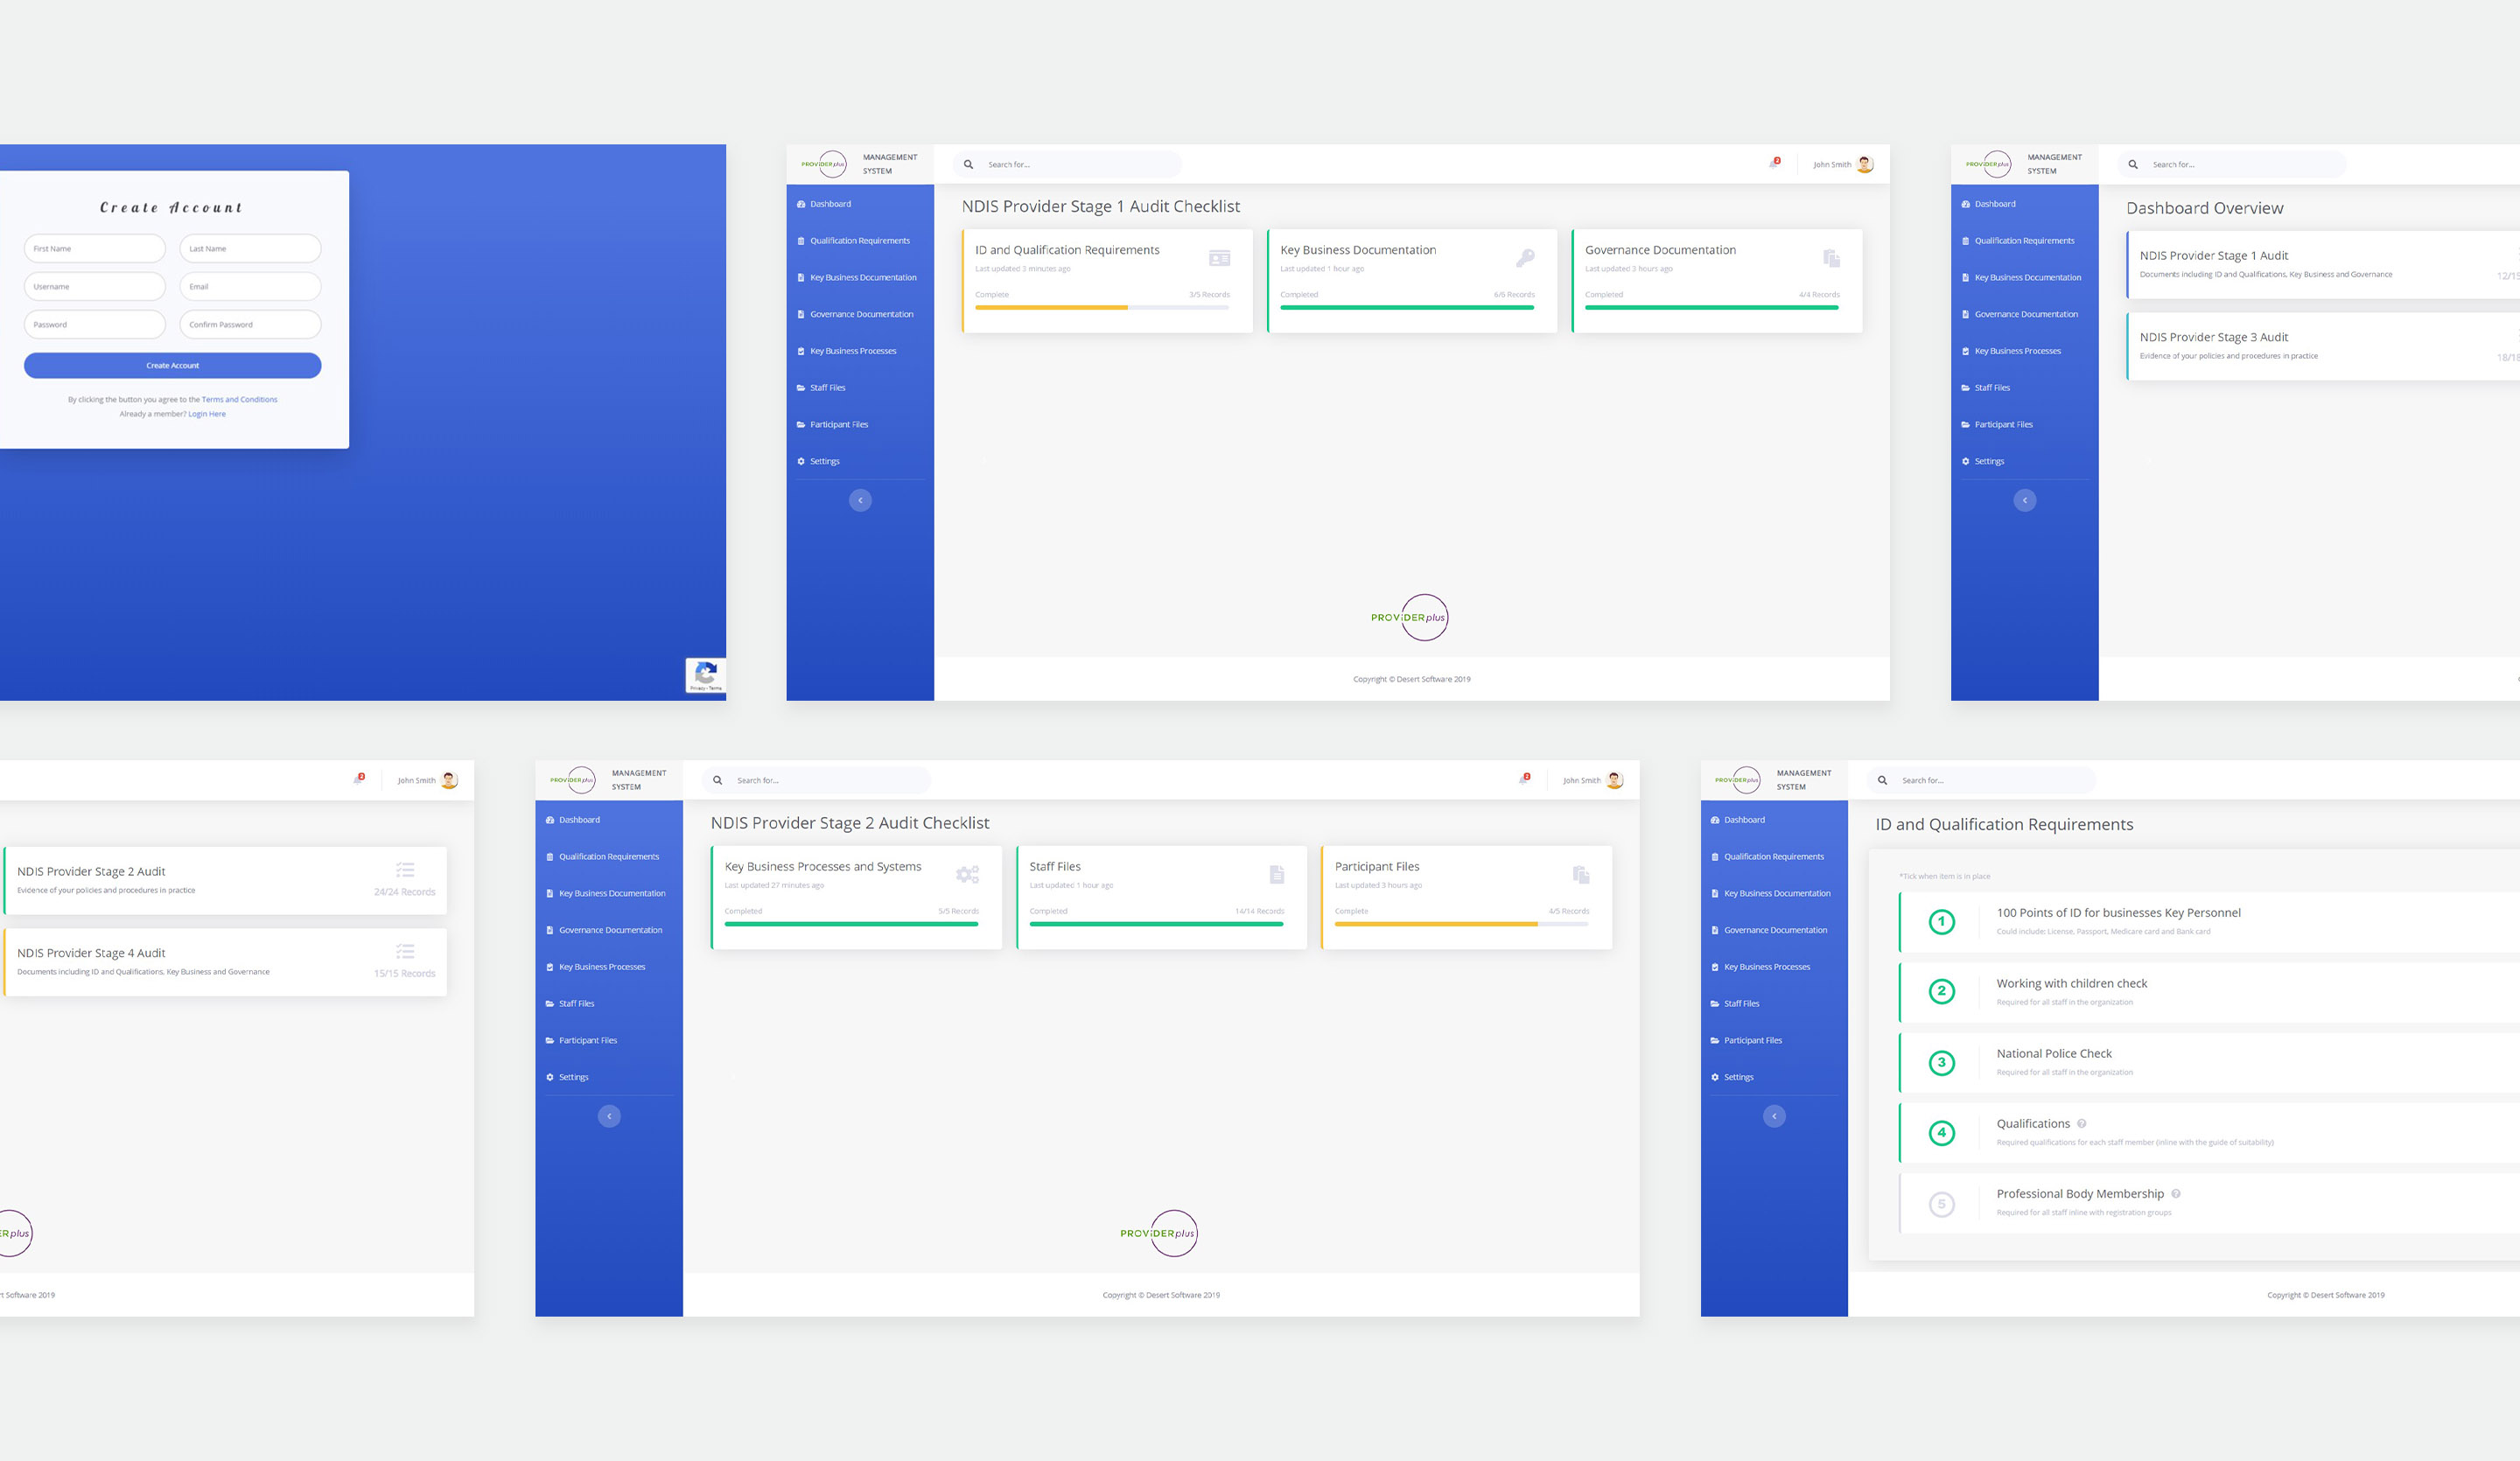 Create Account
First Name
Last Name
Username
Email
Password
Confirm Password
Create Account
By clicking the button you agree to the Terms and Conditions
Already a member? Login Here
Privacy - Terms
PROViDER plus
MANAGEMENT
SYSTEM
Search for...
2
John Smith
Dashboard
Qualification Requirements
Key Business Documentation
Governance Documentation
Key Business Processes
Staff Files
Participant Files
Settings
NDIS Provider Stage 1 Audit Checklist
ID and Qualification Requirements
Last updated 2 minutes ago
Complete
3/5 Records
Key Business Documentation
Last updated 1 hour ago
Completed
6/6 Records
Governance Documentation
Last updated 3 hours ago
Completed
4/4 Records
PROViDER plus
Copyright © Desert Software 2019
PROViDER plus
MANAGEMENT
SYSTEM
Search for...
Dashboard
Qualification Requirements
Key Business Documentation
Governance Documentation
Key Business Processes
Staff Files
Participant Files
Settings
Dashboard Overview
NDIS Provider Stage 1 Audit
Documents including ID and Qualifications, Key Business and Governance
12/15
NDIS Provider Stage 3 Audit
Evidence of your policies and procedures in practice
18/18
2
John Smith
NDIS Provider Stage 2 Audit
Evidence of your policies and procedures in practice
24/24 Records
NDIS Provider Stage 4 Audit
Documents including ID and Qualifications, Key Business and Governance
15/15 Records
ER plus
t Software 2019
PROViDER plus
MANAGEMENT
SYSTEM
Search for...
2
John Smith
Dashboard
Qualification Requirements
Key Business Documentation
Governance Documentation
Key Business Processes
Staff Files
Participant Files
Settings
NDIS Provider Stage 2 Audit Checklist
Key Business Processes and Systems
Last updated 27 minutes ago
Completed
5/5 Records
Staff Files
Last updated 1 hour ago
Completed
14/14 Records
Participant Files
Last updated 3 hours ago
Complete
4/5 Records
PROViDER plus
Copyright © Desert Software 2019
PROViDER plus
MANAGEMENT
SYSTEM
Search for...
Dashboard
Qualification Requirements
Key Business Documentation
Governance Documentation
Key Business Processes
Staff Files
Participant Files
Settings
ID and Qualification Requirements
*Tick when item is in place
1
100 Points of ID for businesses Key Personnel
Could include: License, Passport, Medicare card and Bank card
2
Working with children check
Required for all staff in the organization
3
National Police Check
Required for all staff in the organization
4
Qualifications ?
Required qualifications for each staff member (inline with the guide of suitability)
5
Professional Body Membership ?
Required for all staff inline with registration groups
Copyright © Desert Software 2019